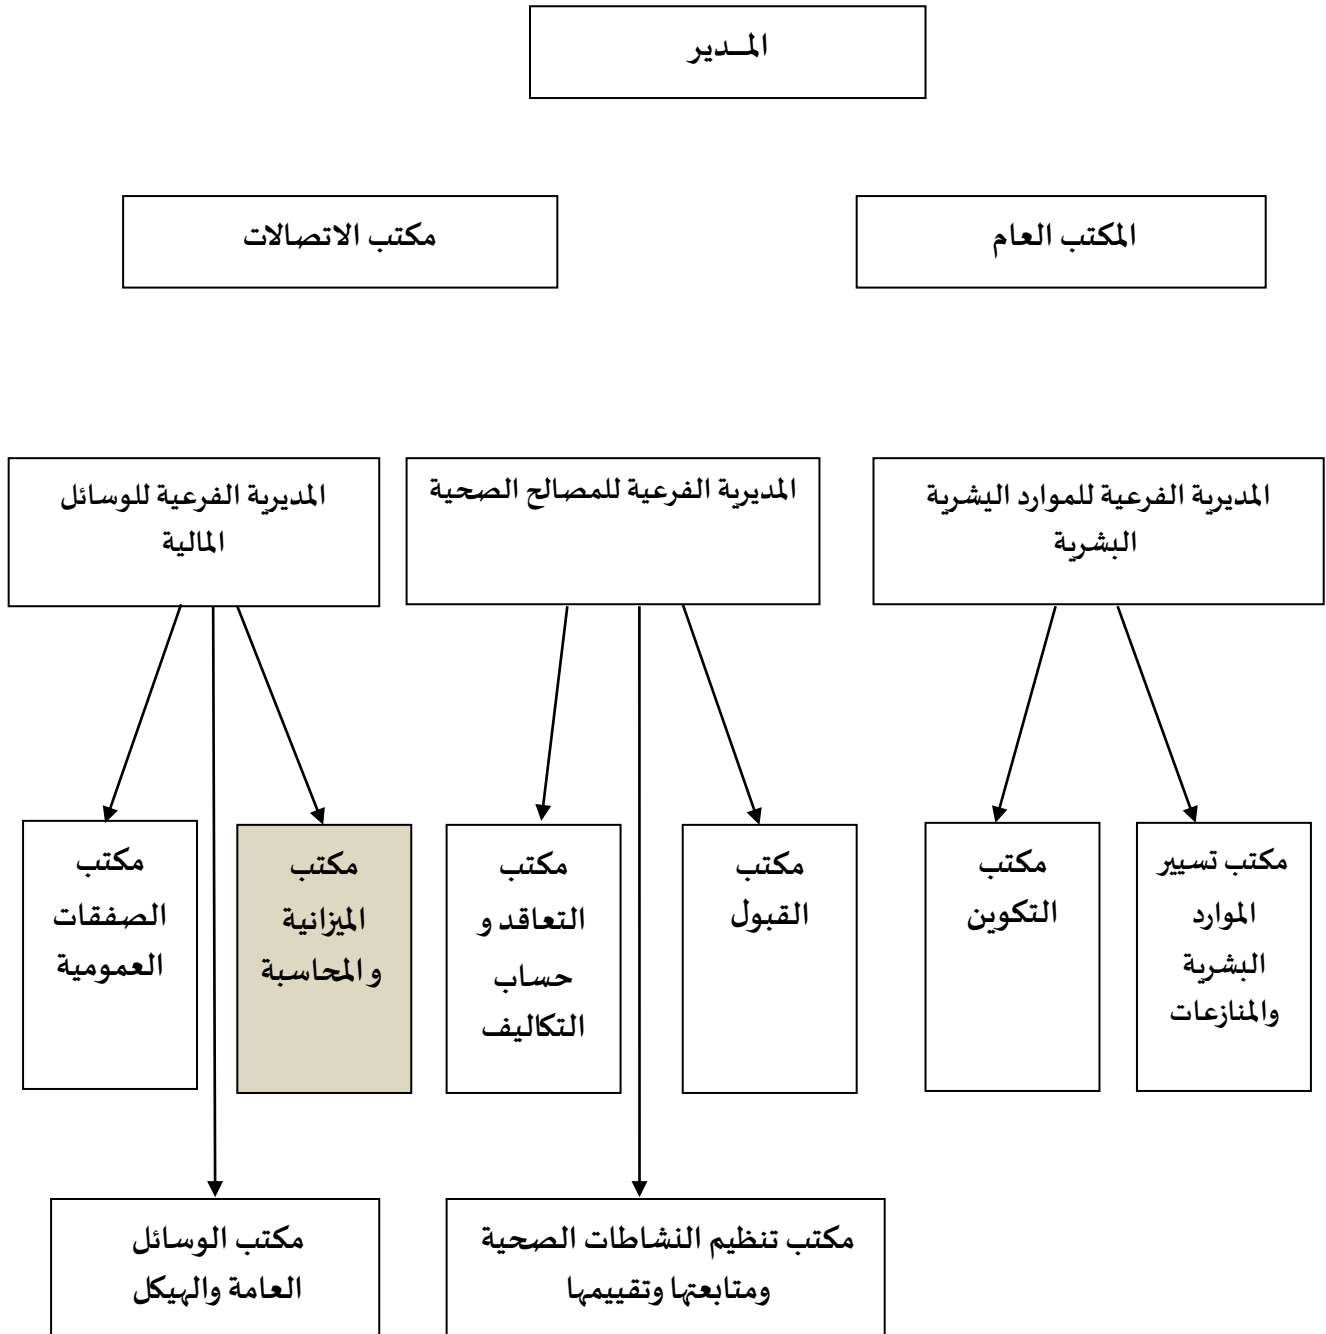 المـدير
المكتب العام
مكتب الاتصالات
المديرية الفرعية للموارد اليشرية
البشرية
المديرية الفرعية للمصالح الصحية
المديرية الفرعية للوسائل
المالية
مكتب تسيير
الموارد
البشرية
والمنازعات
مكتب
التكوين
مكتب
القبول
مكتب
التعاقد و
حساب
التكاليف
مكتب
الميزانية
والمحاسبة
مكتب
الصفقات
العمومية
مكتب تنظيم النشاطات الصحية
ومتابعتها وتقييمها
مكتب الوسائل
العامة والهيكل